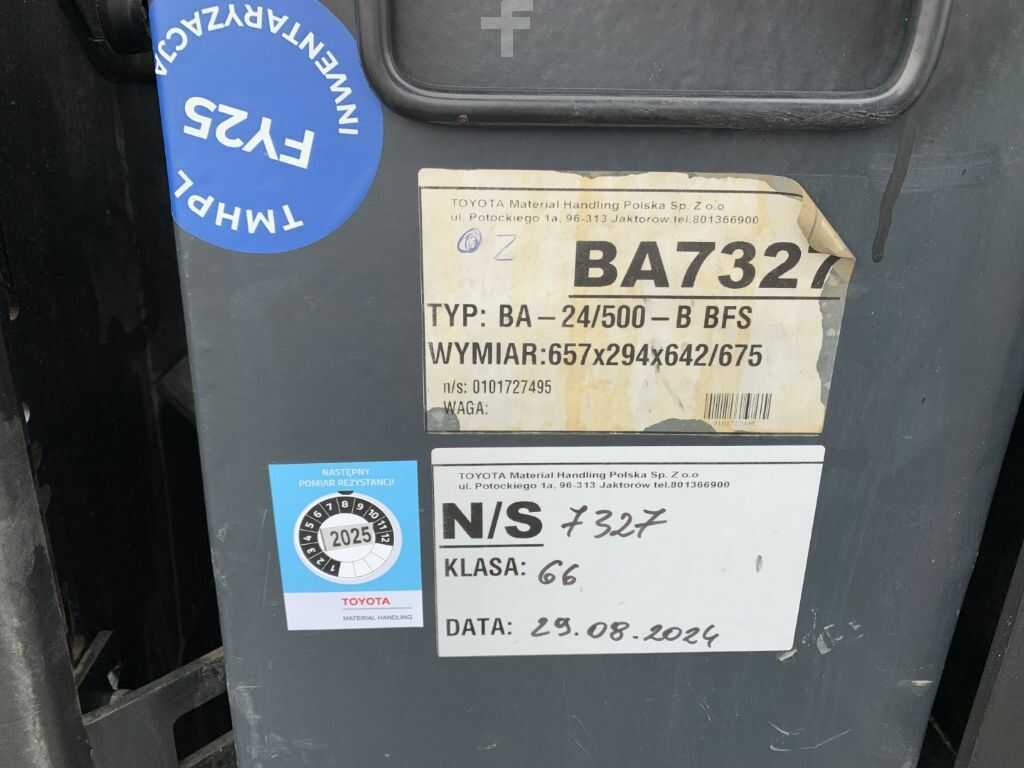 INWENTARYZACJA
FY25
TMHPL
TOYOTA Material Handling Polska Sp. Z o.o
ul. Potockiego 1a, 96-313 Jaktorów tel.801366900
Z
BA7327
TYP: BA – 24/500 – B BFS
WYMIAR:657x294x642/675
n/s: 0101727495
WAGA:
TOYOTA Material Handling Polska Sp. Z o.o
ul. Potockiego 1a, 96-313 Jaktorów tel.801366900
N/S 7327
KLASA: 66
DATA: 29.08.2024
NASTĘPNY
POMIAR REZYSTANCJI
1 2 3 4 5 6 7 8 9 10 11 12
2025
TOYOTA
MATERIAL HANDLING
f